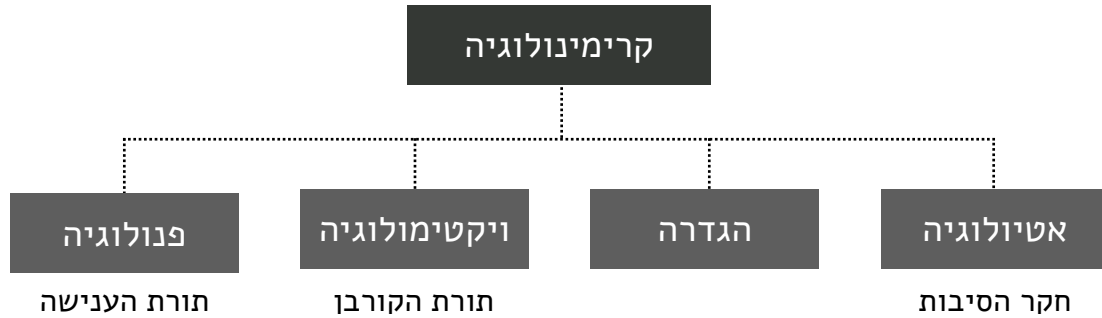 קרימינולוגיה
אטיולוגיה
הגדרה
ויקטימולוגיה
פנולוגיה
חקר הסיבות
תורת הקורבן
תורת הענישה